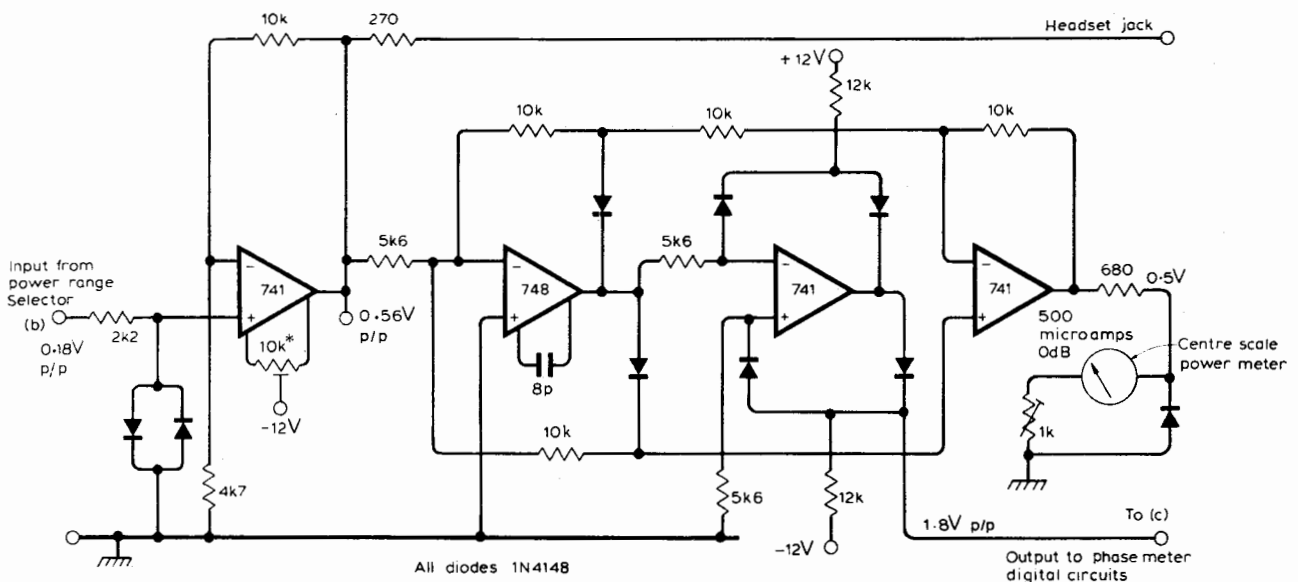 10k
270
Headset jack
+12V
12k
10k
10k
10k
5k6
5k6
Input from
power range
Selector
(b)
2k2
0·18V
p/p
-
+
741
10k*
-12V
0·56V
p/p
-
+
748
8p
-
+
741
-
+
741
680
0·5V
500
microamps
0dB
Centre scale
power meter
1k
10k
4k7
5k6
12k
-12V
1·8V p/p
To (c)
Output to phase meter
digital circuits
All diodes 1N4148